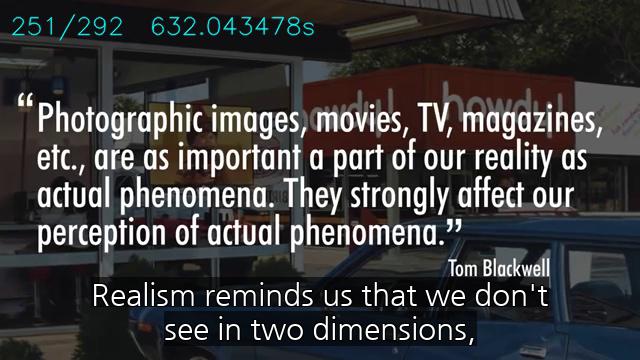 251/292 632.043478s
howdy! howdy!
“Photographic images, movies, TV, magazines,
etc., are as important a part of our reality as
actual phenomena. They strongly affect our
perception of actual phenomena.”
Tom Blackwell
Realism reminds us that we don't
see in two dimensions,